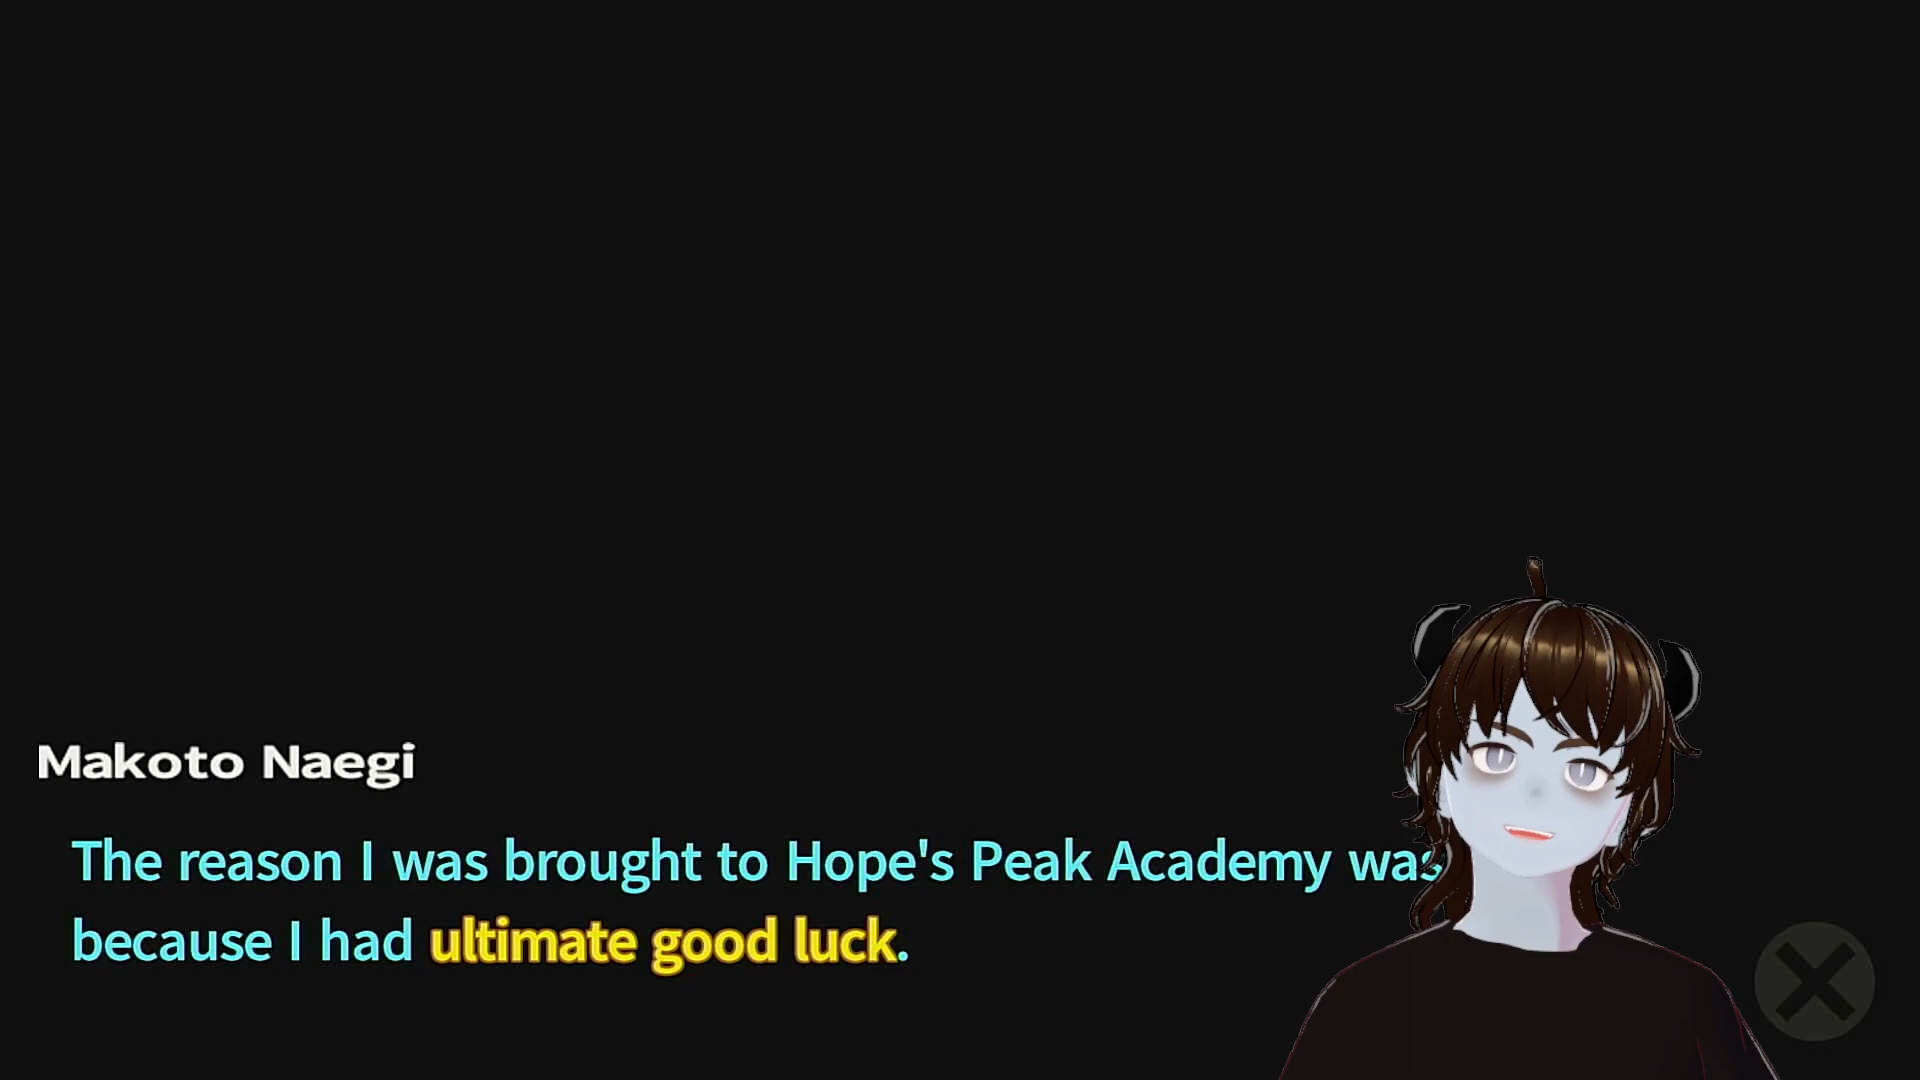 Makoto Naegi
The reason I was brought to Hope's Peak Academy was
because I had ultimate good luck.